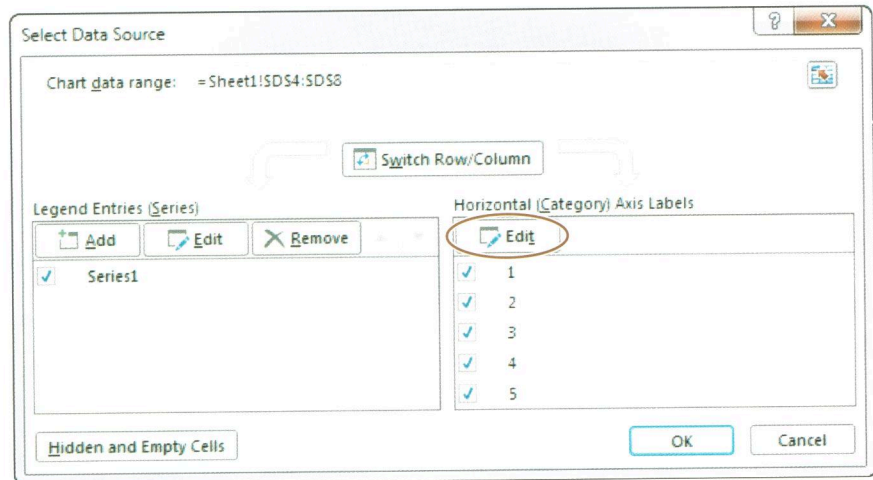 Select Data Source
?
Chart data range: =Sheet1!$D$4:$D$8
Switch Row/Column
Legend Entries (Series)
Add Edit Remove
Series1
Horizontal (Category) Axis Labels
Edit
1
2
3
4
5
Hidden and Empty Cells
OK Cancel